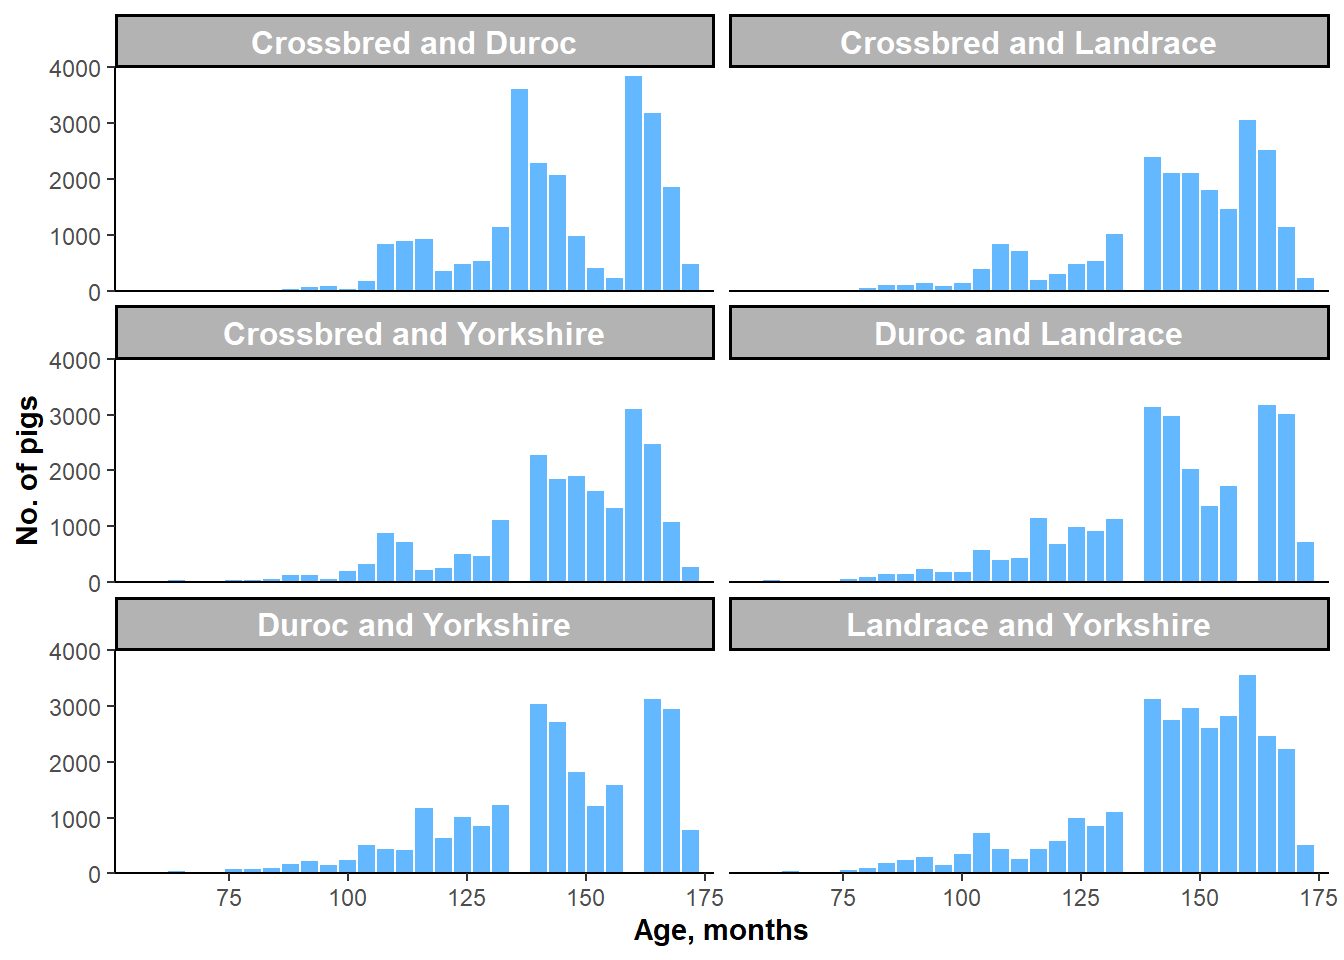 Crossbred and Duroc
Crossbred and Landrace
4000
3000
2000
1000
0
Crossbred and Yorkshire
Duroc and Landrace
4000
3000
2000
1000
0
Duroc and Yorkshire
Landrace and Yorkshire
4000
3000
2000
1000
0
75 100 125 150 175
75 100 125 150 175
No. of pigs
Age, months